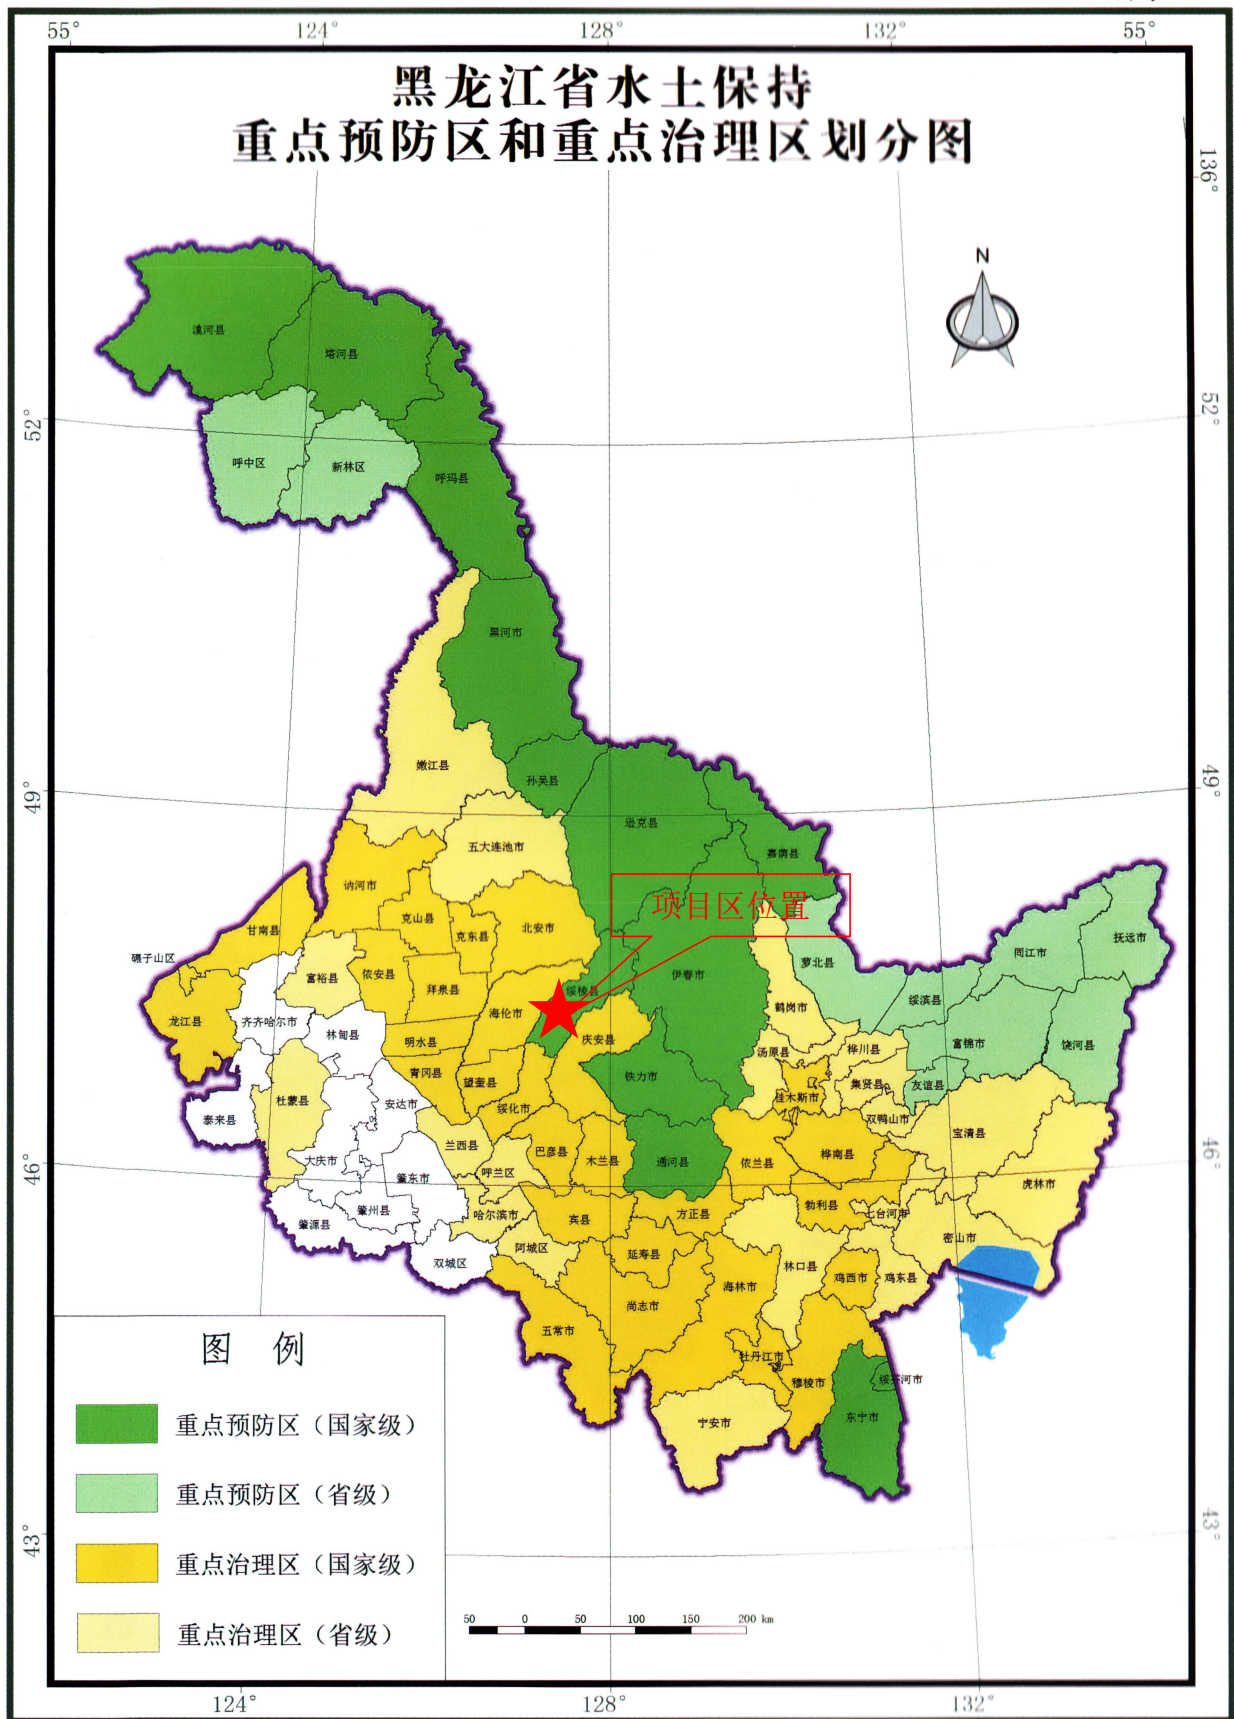 55°
124°
128°
132°
55°
黑龙江省水土保持
重点预防区和重点治理区划分图
136°
N
漠河县
塔河县
52°
52°
呼中区
新林区
呼玛县
黑河市
嫩江县
孙吴县
49°
49°
逊克县
五大连池市
嘉荫县
讷河市
项目区位置
克山县
甘南县
克东县
北安市
碾子山区
富裕县
依安县
拜泉县
绥棱县
伊春市
萝北县
同江市
抚远市
绥滨县
龙江县
齐齐哈尔市
林甸县
海伦市
鹤岗市
明水县
庆安县
汤原县
桦川县
富锦市
饶河县
青冈县
望奎县
铁力市
集贤县
友谊县
泰来县
杜蒙县
安达市
绥化市
佳木斯市
双鸭山市
宝清县
兰西县
巴彦县
木兰县
通河县
依兰县
桦南县
46°
46°
大庆市
肇东市
呼兰区
虎林市
肇源县
肇州县
哈尔滨市
宾县
方正县
勃利县
七台河市
密山市
双城区
阿城区
延寿县
林口县
鸡西市
鸡东县
海林市
尚志市
五常市
牡丹江市
穆棱市
绥芬河市
宁安市
东宁市
图 例
重点预防区（国家级）
重点预防区（省级）
重点治理区（国家级）
重点治理区（省级）
43°
43°
50 0 50 100 150 200 km
124°
128°
132°